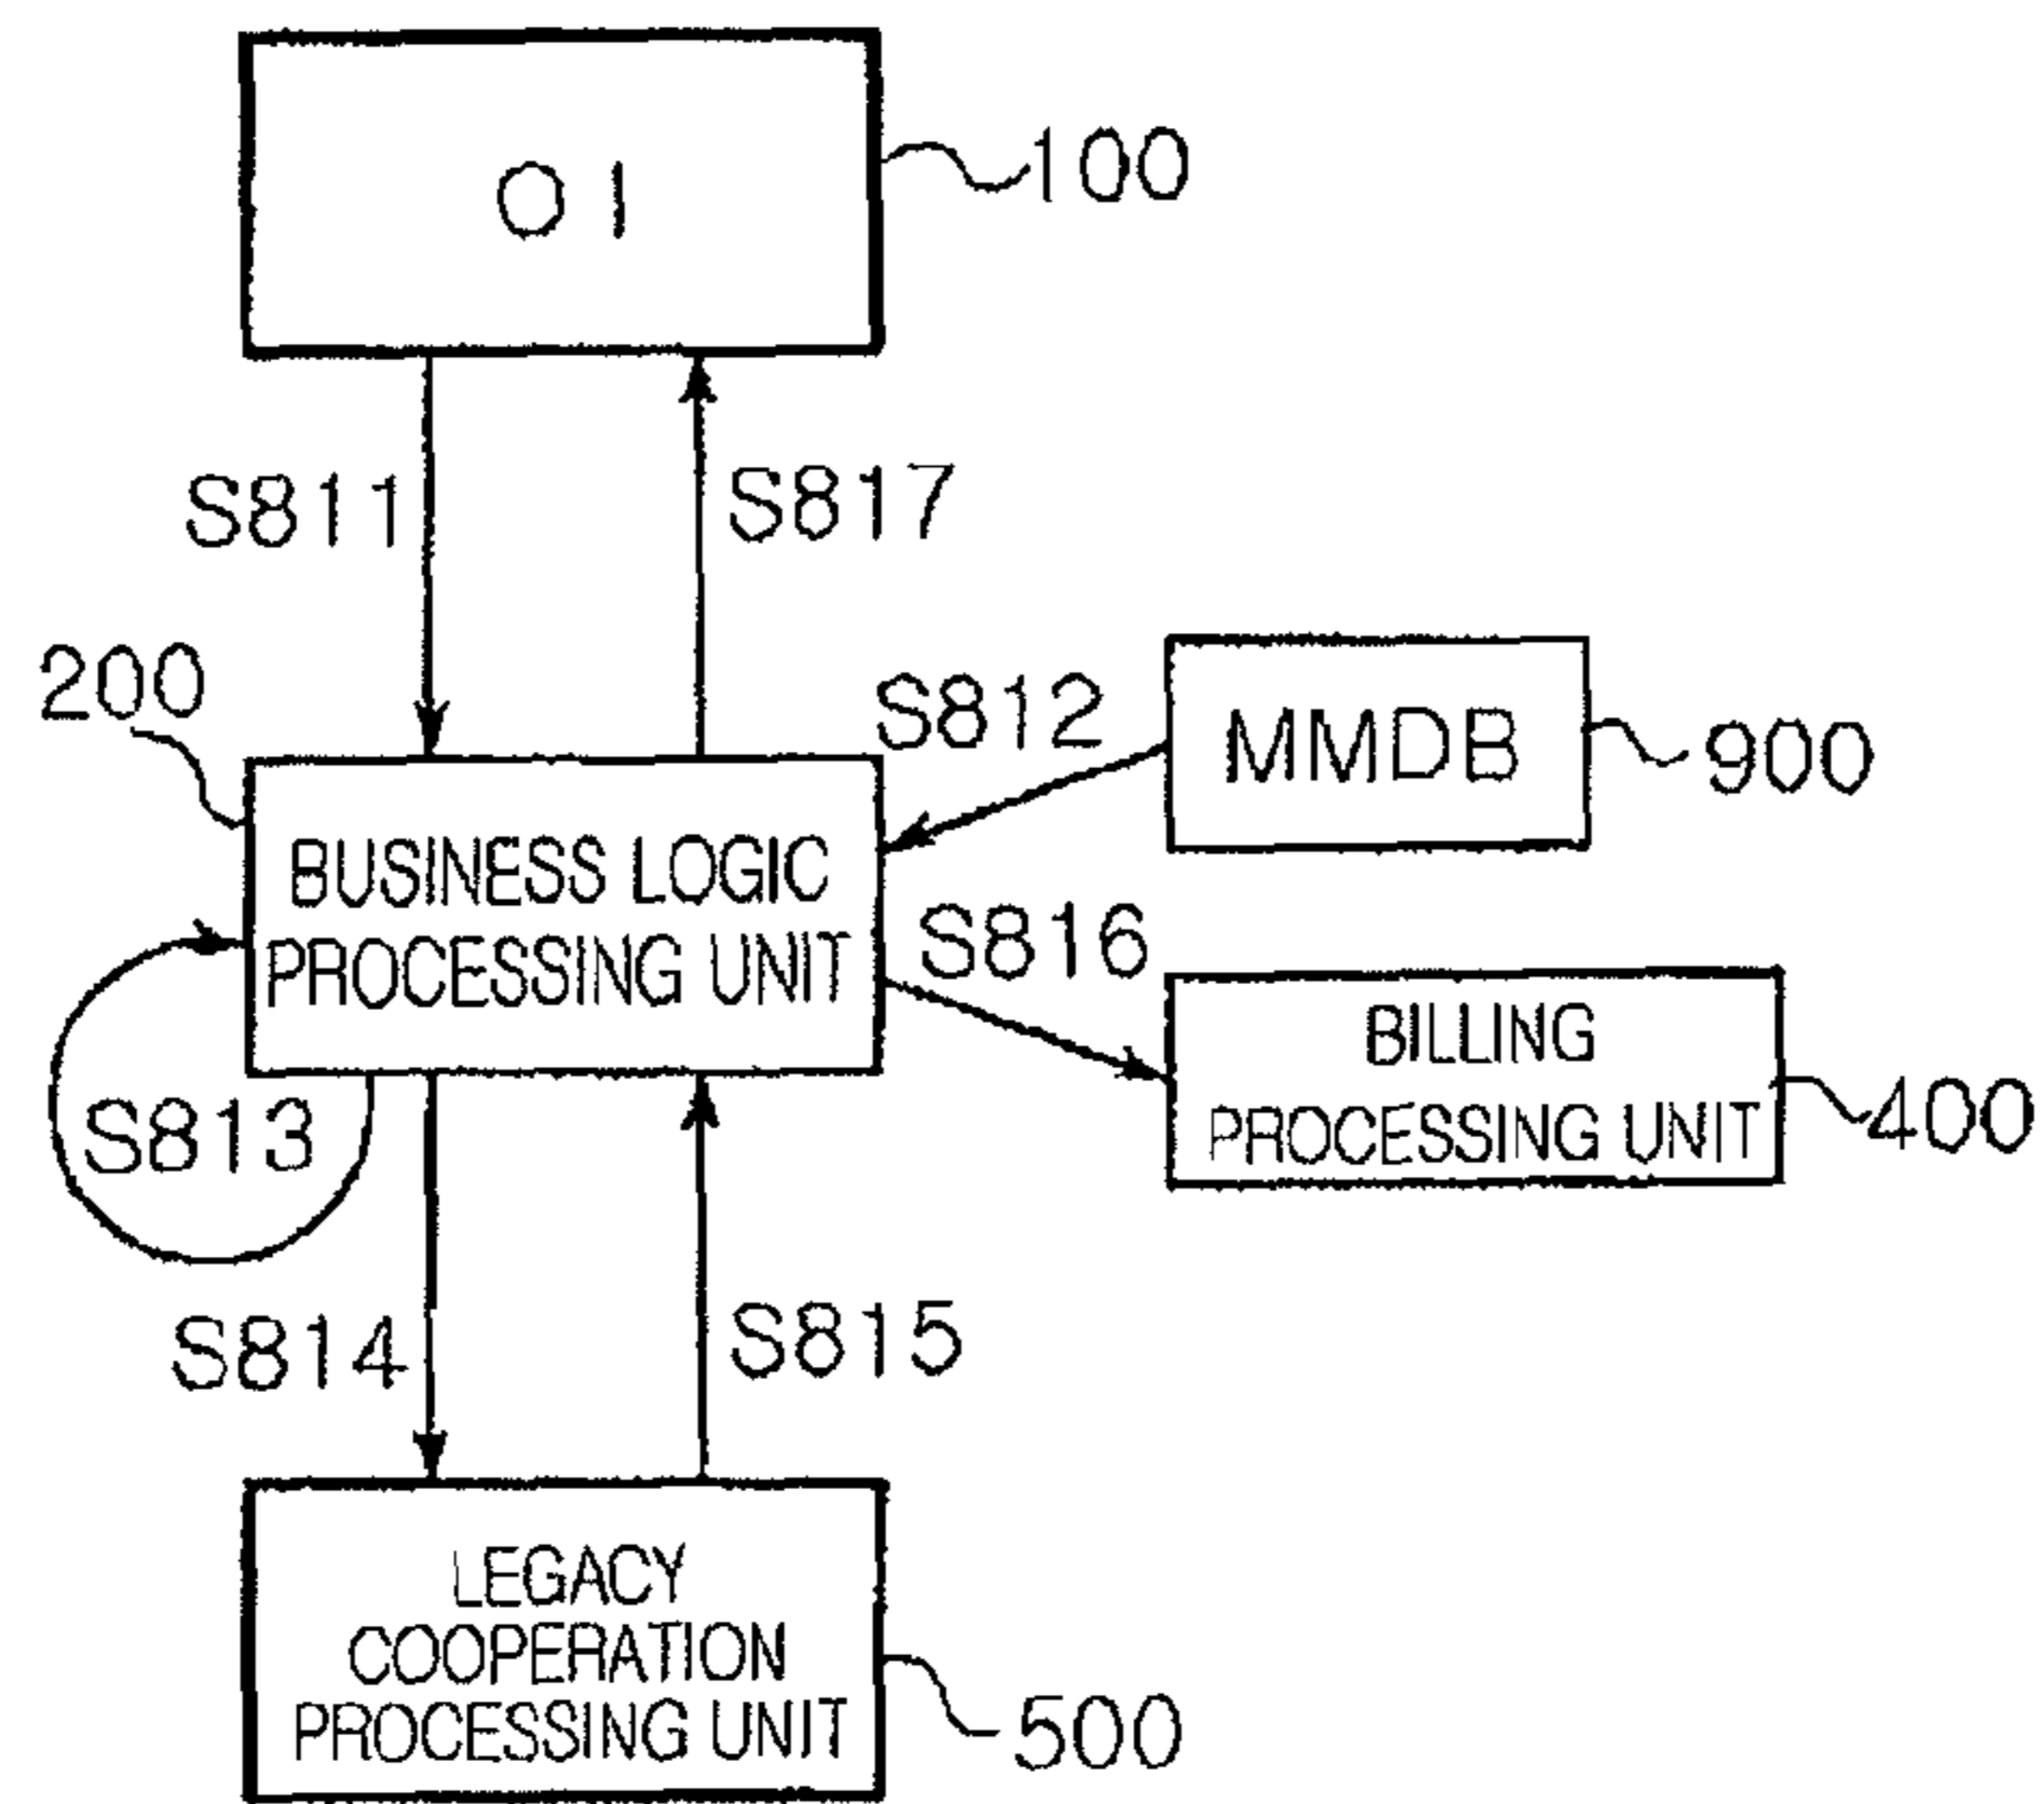 O I
100
S811
S817
200
S812
MMDB
900
BUSINESS LOGIC
PROCESSING UNIT
S816
BILLING
PROCESSING UNIT
400
S813
S814
S815
LEGACY
COOPERATION
PROCESSING UNIT
500